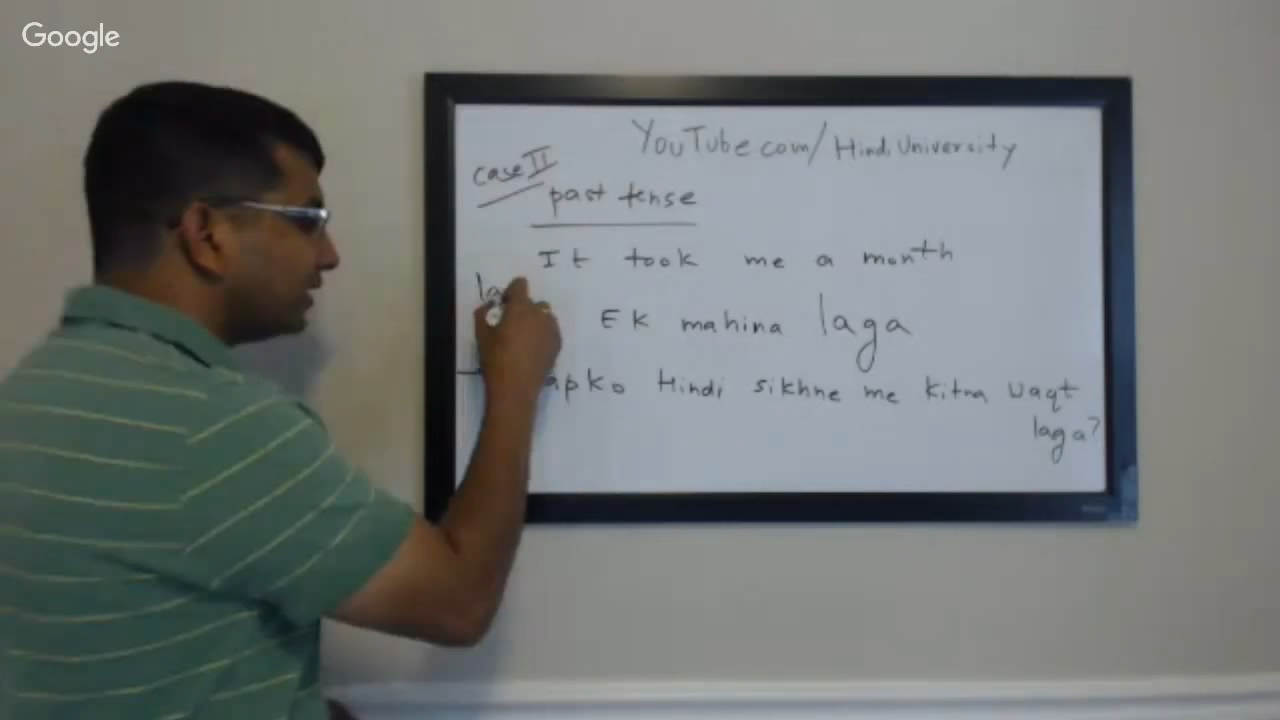 Google
YouTube.com/HindiUniversity
case II
past tense
It took me a month
EK mahina laga
apko Hindi sikhne me kitna waqt
laga?